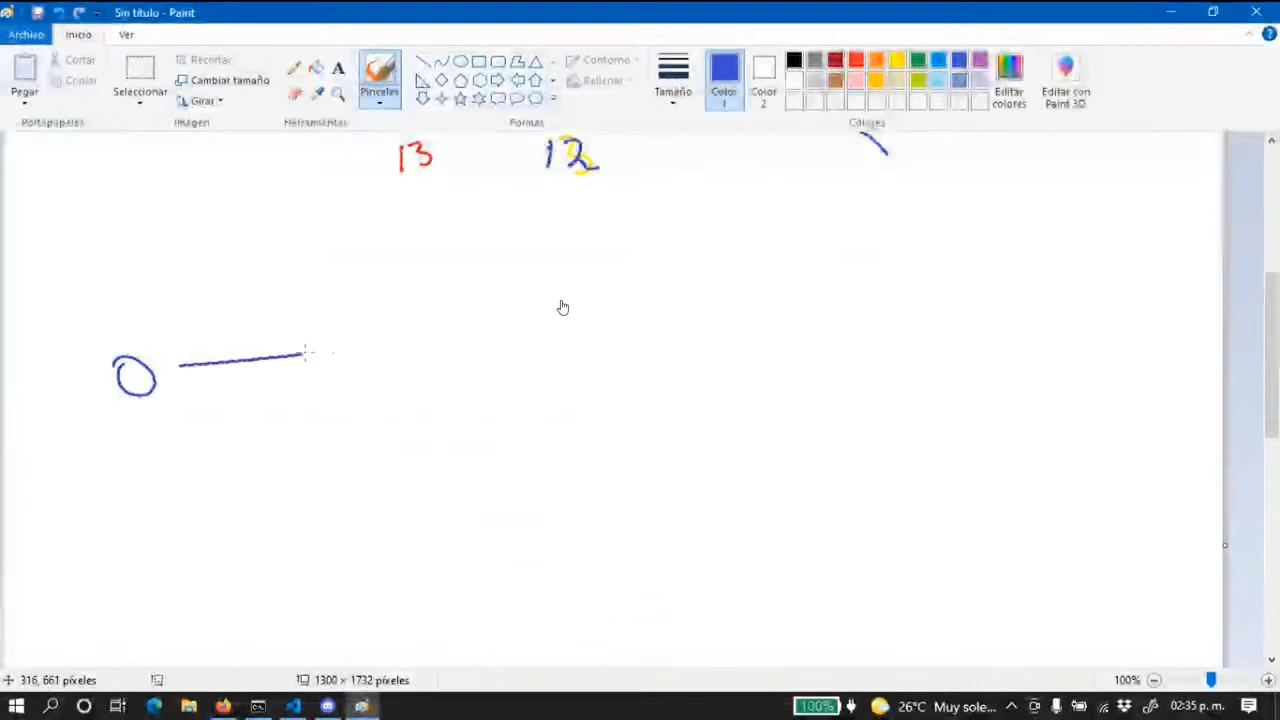 Sin título - Paint
Archivo Inicio Ver
Pegar
Cortar
Copiar
Portapapeles
Seleccionar
Recortar
Cambiar tamaño
Girar
Imagen
A
Herramientas
Pinceles
Contorno
Rellenar
Formas
Tamaño
Color 1
Color 2
Editar colores
Editar con Paint 3D
Colores
13 12
316, 661 píxeles 1300 × 1732 píxeles 100%
100% 26°C Muy sole... 02:35 p. m.